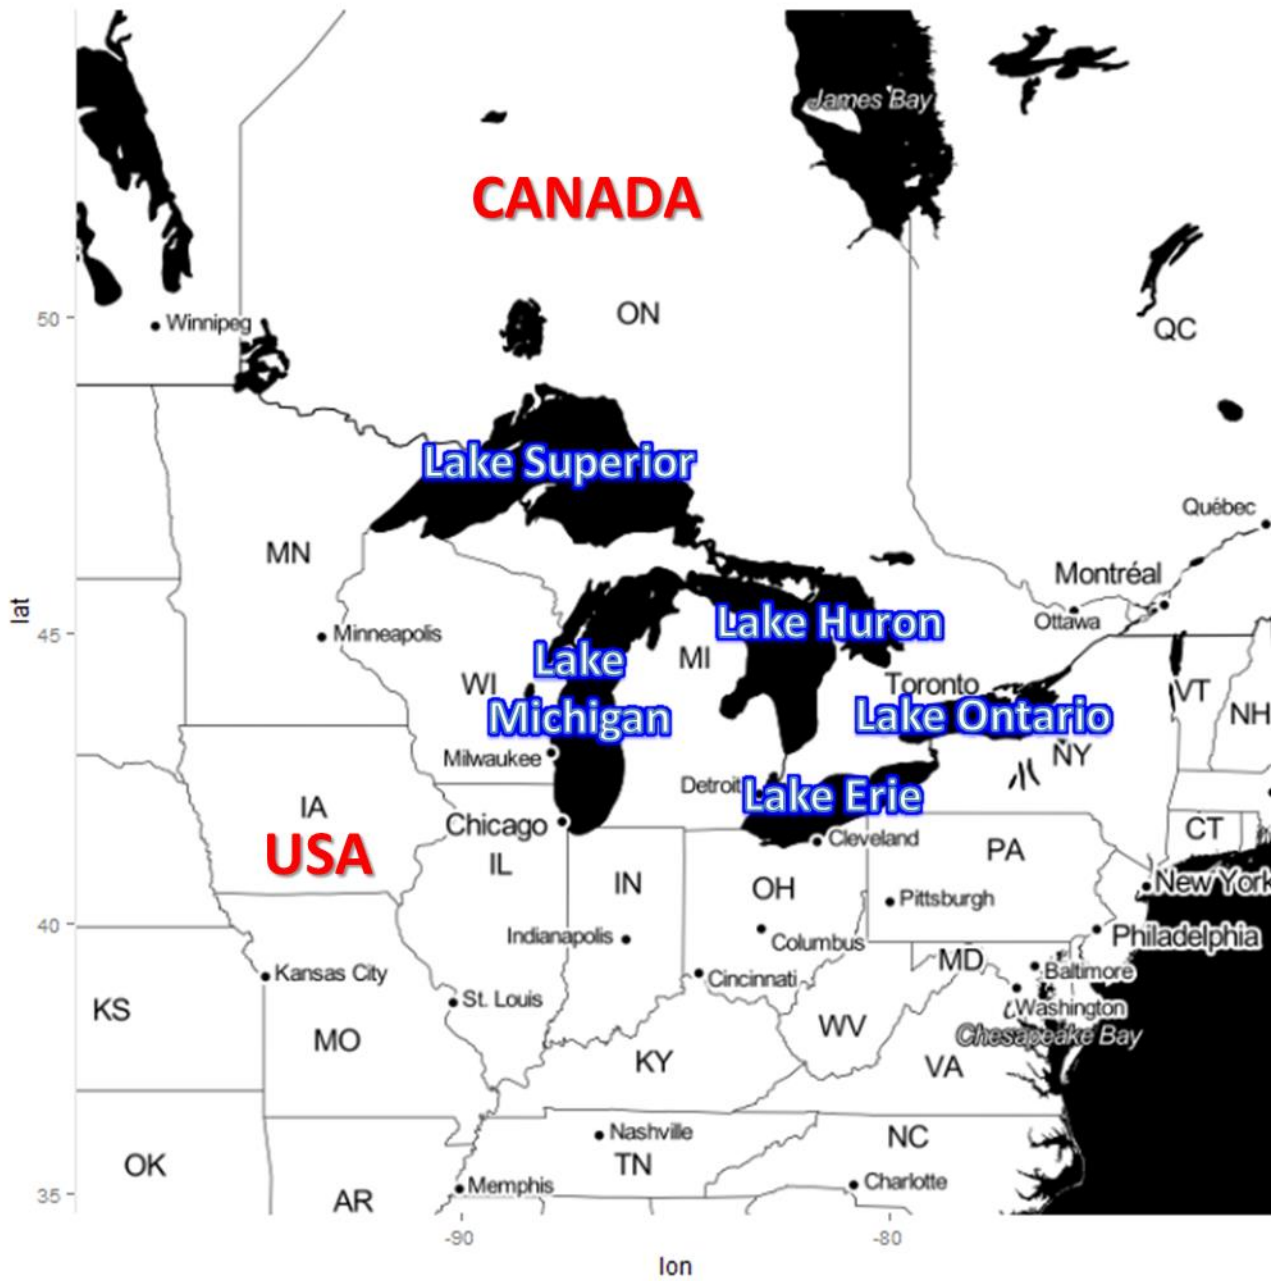 James Bay
CANADA
ON
50
Winnipeg
QC
Lake Superior
Québec
MN
Montréal
lat
Ottawa
Lake Huron
45
Minneapolis
Lake
MI
WI
Toronto
VT
Michigan
Lake Ontario
NH
Milwaukee
NY
Detroit
Lake Erie
IA
Chicago
CT
USA
Cleveland
PA
IL
IN
OH
New York
Pittsburgh
40
Indianapolis
Columbus
Philadelphia
MD
Baltimore
Kansas City
Cincinnati
St. Louis
Washington
KS
WV
Chesapeake Bay
MO
KY
VA
Nashville
NC
OK
TN
35
Memphis
Charlotte
AR
-90
-80
lon